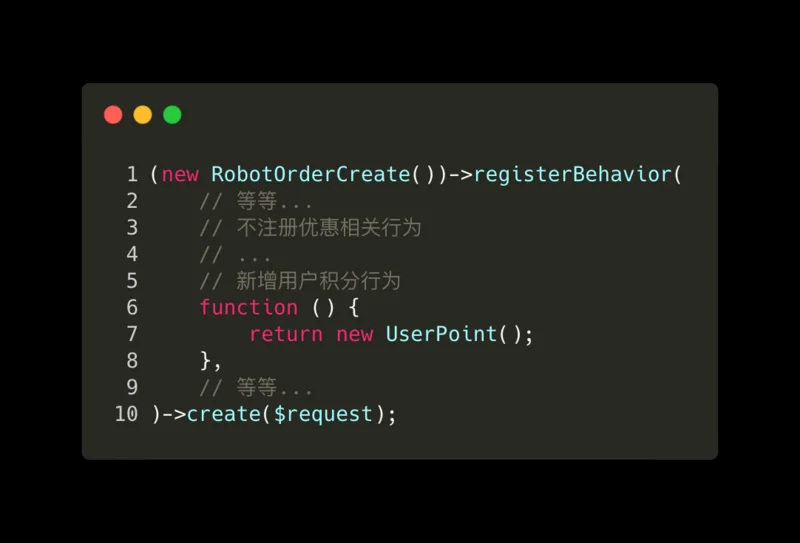 1 (new RobotOrderCreate())->registerBehavior(
2     // 等等...
3     // 不注册优惠相关行为
4     // ...
5     // 新增用户积分行为
6     function () {
7         return new UserPoint();
8     },
9     // 等等...
10 )->create($request);